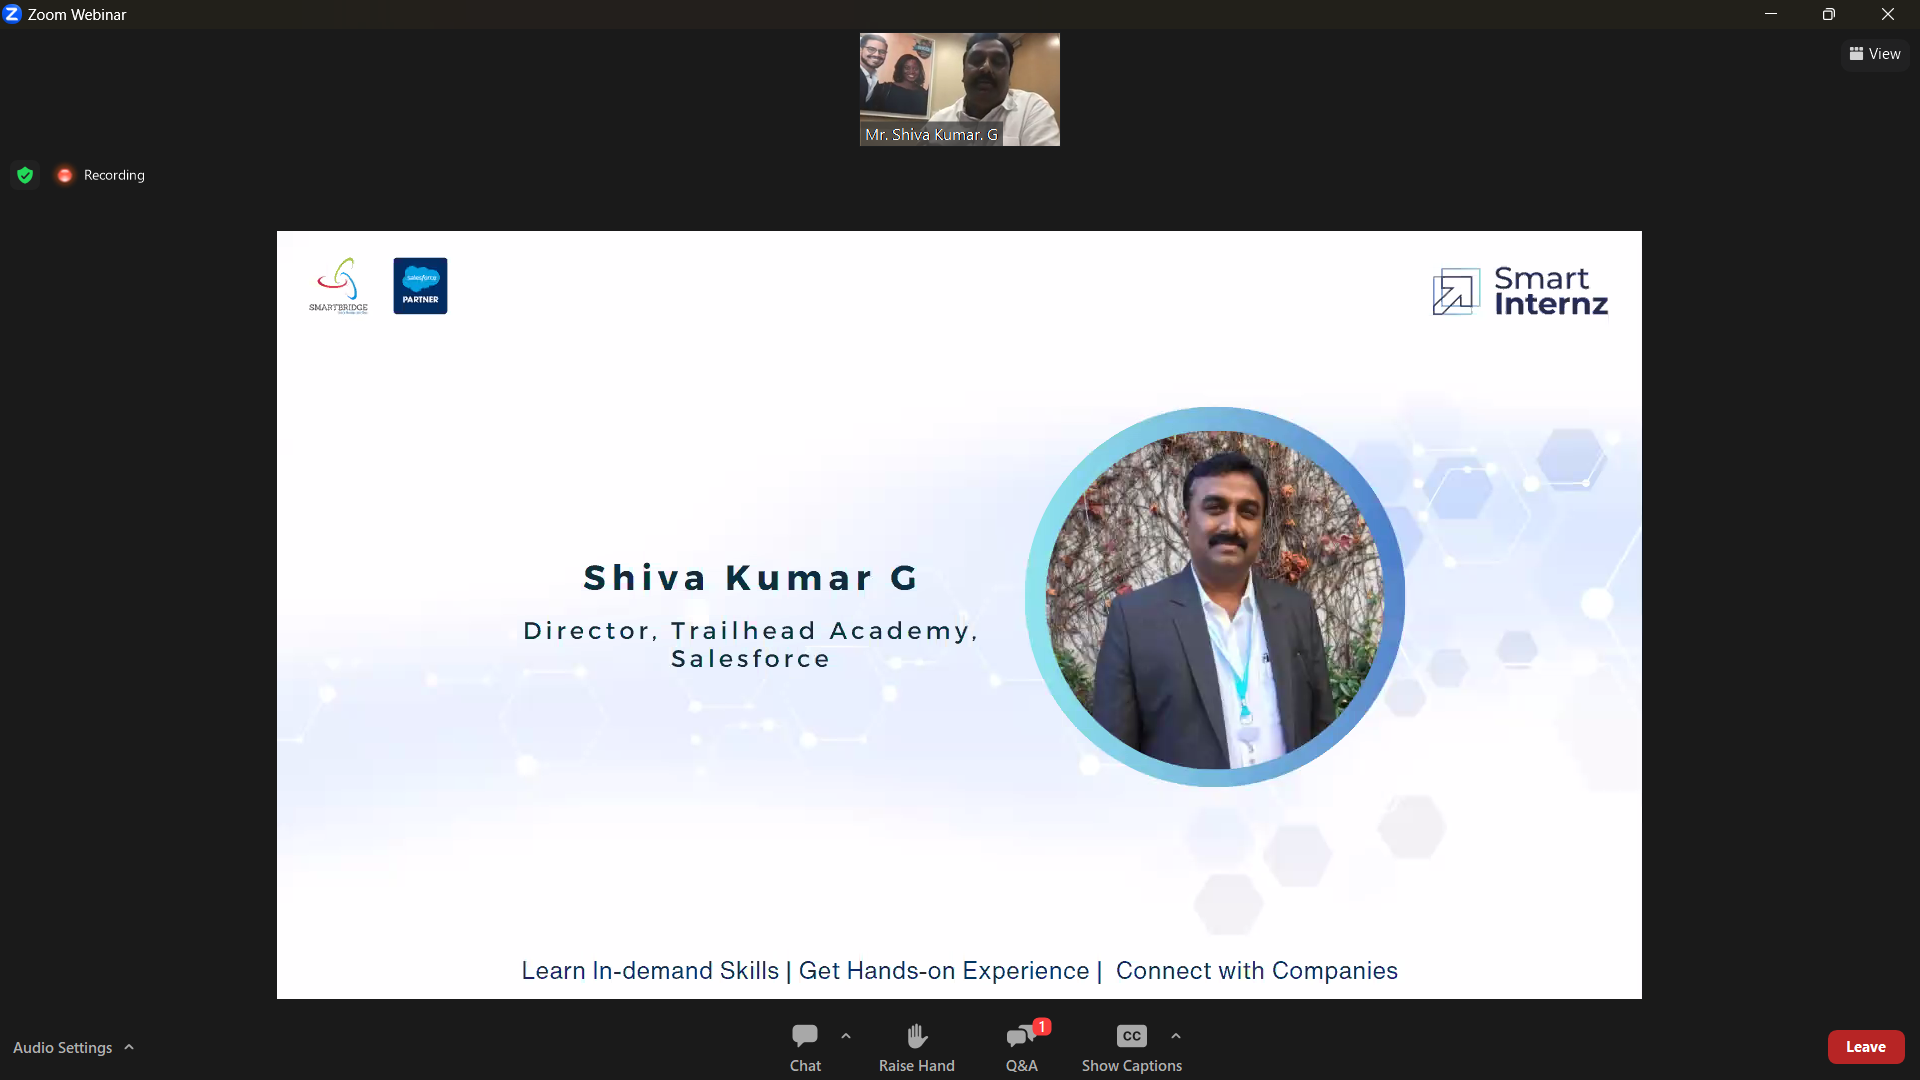 Zoom Webinar
View
Mr. Shiva Kumar. G
Recording
SMARTBRIDGE
salesforce
PARTNER
Smart
Internz
Shiva Kumar G
Director, Trailhead Academy,
Salesforce
Learn In-demand Skills | Get Hands-on Experience | Connect with Companies
Audio Settings
Chat
Raise Hand
1
Q&A
CC
Show Captions
Leave